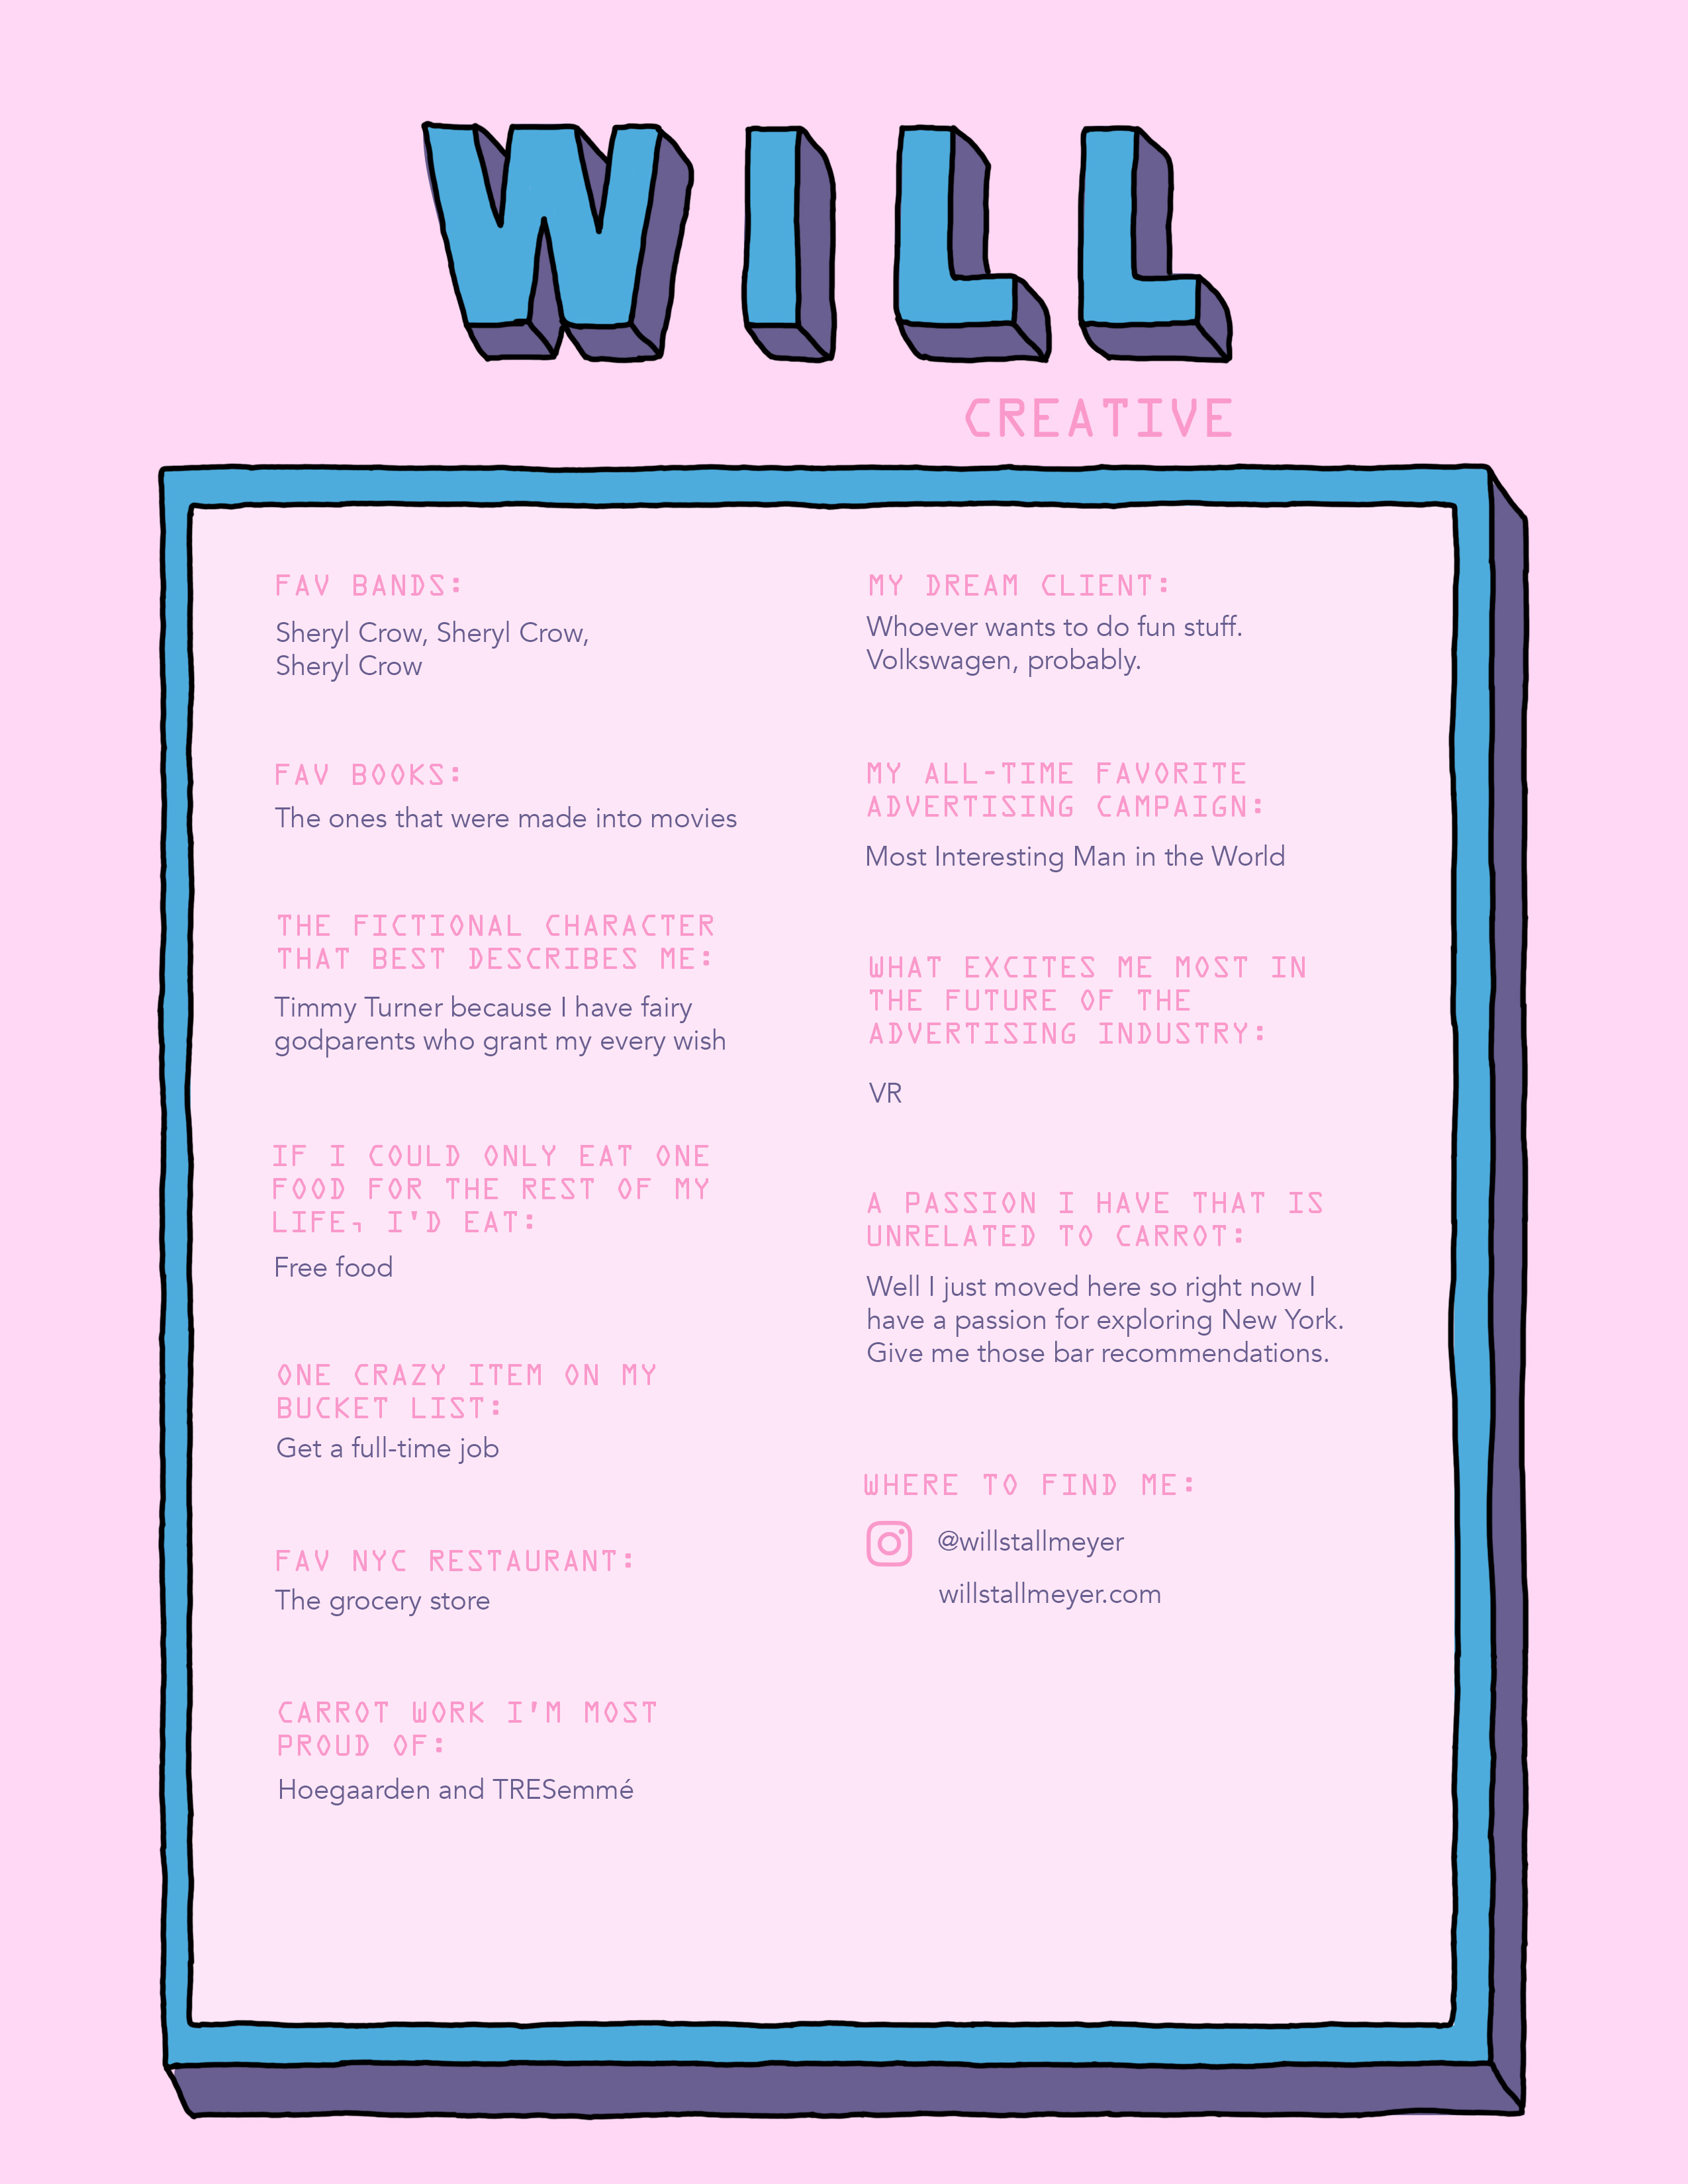 WILL
CREATIVE
FAV BANDS:
Sheryl Crow, Sheryl Crow,
Sheryl Crow
FAV BOOKS:
The ones that were made into movies
THE FICTIONAL CHARACTER
THAT BEST DESCRIBES ME:
Timmy Turner because I have fairy
godparents who grant my every wish
IF I COULD ONLY EAT ONE
FOOD FOR THE REST OF MY
LIFE, I'D EAT:
Free food
ONE CRAZY ITEM ON MY
BUCKET LIST:
Get a full-time job
FAV NYC RESTAURANT:
The grocery store
CARROT WORK I'M MOST
PROUD OF:
Hoegaarden and TRESemmé
MY DREAM CLIENT:
Whoever wants to do fun stuff.
Volkswagen, probably.
MY ALL-TIME FAVORITE
ADVERTISING CAMPAIGN:
Most Interesting Man in the World
WHAT EXCITES ME MOST IN
THE FUTURE OF THE
ADVERTISING INDUSTRY:
VR
A PASSION I HAVE THAT IS
UNRELATED TO CARROT:
Well I just moved here so right now I
have a passion for exploring New York.
Give me those bar recommendations.
WHERE TO FIND ME:
@willstallmeyer
willstallmeyer.com